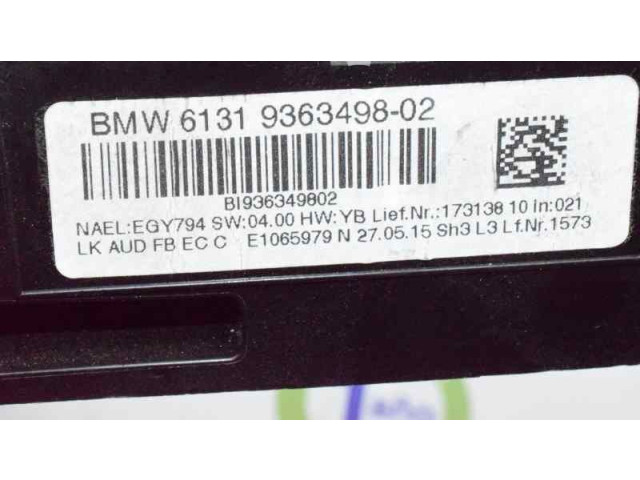 BMW 6131 9363498-02
BI936349802
NAEL:EGY794 SW:04.00 HW:YB Lief.Nr.:173138 10 In:021
LK AUD FB EC C E1065979 N 27.05.15 Sh3 L3 Lf.Nr.1573